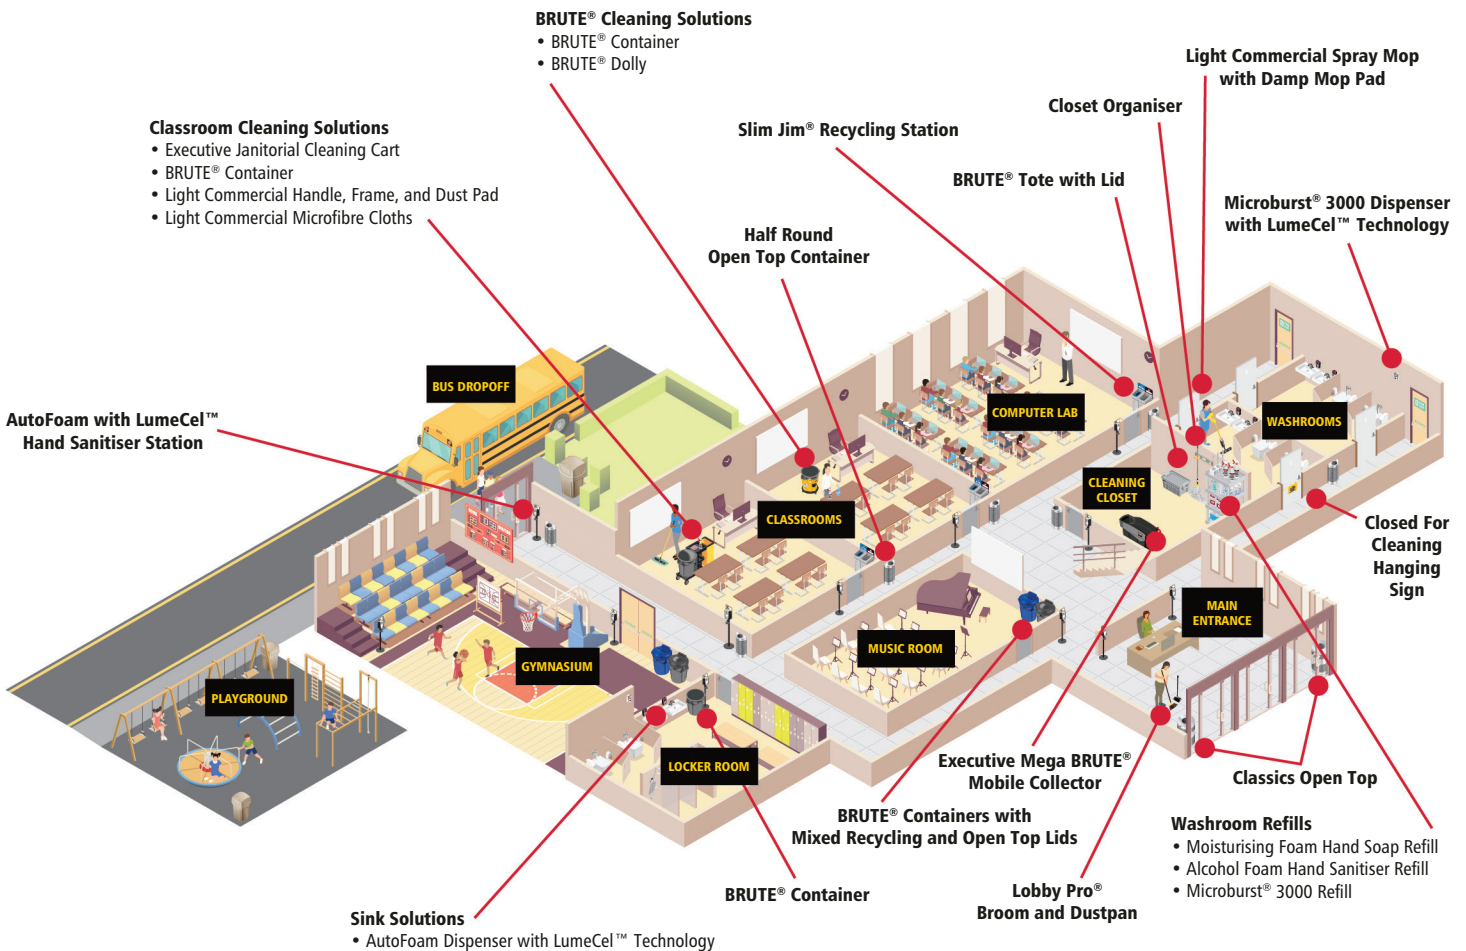 BRUTE® Cleaning Solutions
• BRUTE® Container
• BRUTE® Dolly
Light Commercial Spray Mop
with Damp Mop Pad
Closet Organiser
Classroom Cleaning Solutions
• Executive Janitorial Cleaning Cart
• BRUTE® Container
• Light Commercial Handle, Frame, and Dust Pad
• Light Commercial Microfibre Cloths
Slim Jim® Recycling Station
BRUTE® Tote with Lid
Microburst® 3000 Dispenser
with LumeCel™ Technology
Half Round
Open Top Container
BUS DROPOFF
AutoFoam with LumeCel™
Hand Sanitiser Station
COMPUTER LAB
WASHROOMS
CLEANING
CLOSET
CLASSROOMS
Closed For
Cleaning
Hanging
Sign
MAIN
ENTRANCE
MUSIC ROOM
GYMNASIUM
PLAYGROUND
LOCKER ROOM
Executive Mega BRUTE®
Mobile Collector
Classics Open Top
BRUTE® Containers with
Mixed Recycling and Open Top Lids
Washroom Refills
• Moisturising Foam Hand Soap Refill
• Alcohol Foam Hand Sanitiser Refill
• Microburst® 3000 Refill
BRUTE® Container
Lobby Pro®
Broom and Dustpan
Sink Solutions
• AutoFoam Dispenser with LumeCel™ Technology